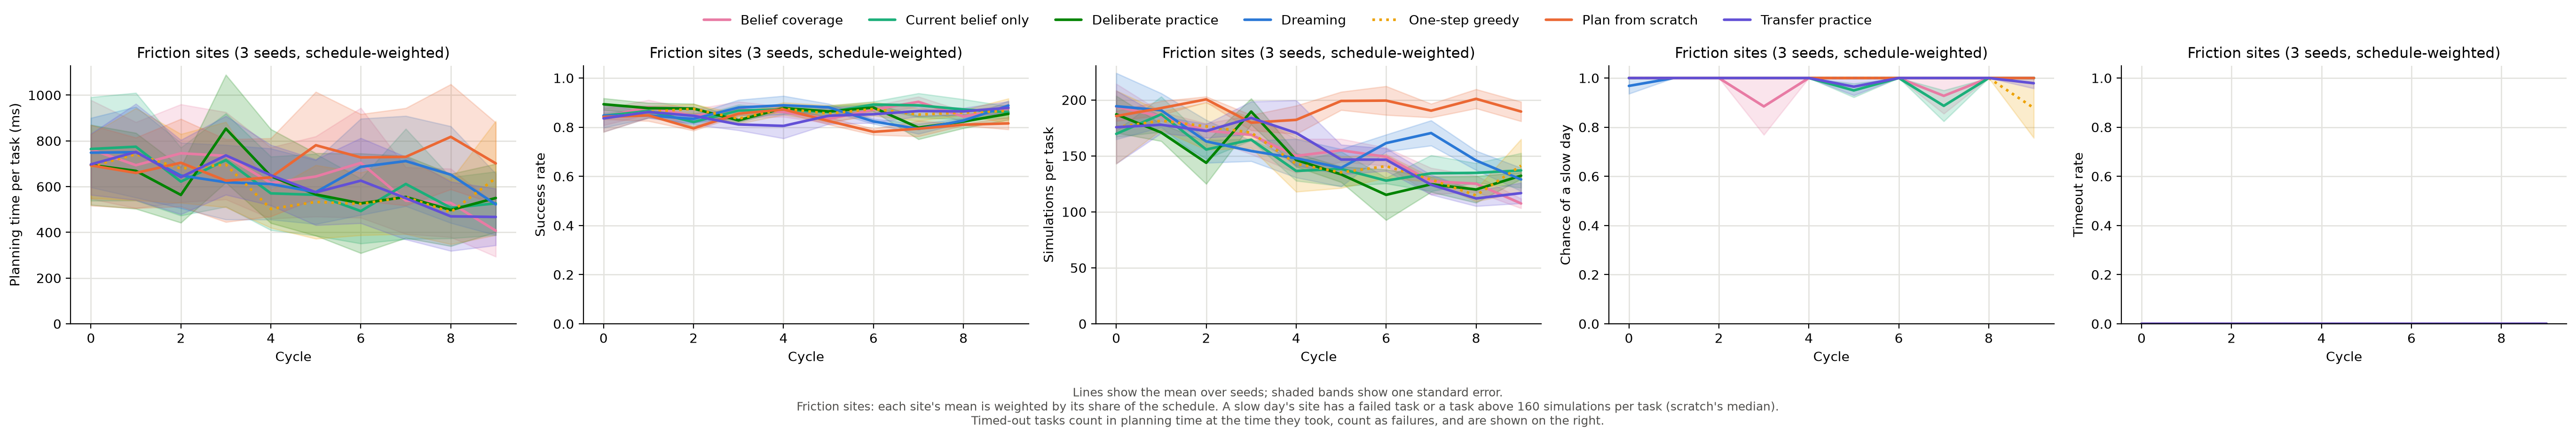 Belief coverage Current belief only Deliberate practice Dreaming One-step greedy Plan from scratch Transfer practice
Friction sites (3 seeds, schedule-weighted)
Planning time per task (ms)
1000
800
600
400
200
0
0 2 4 6 8
Cycle
Friction sites (3 seeds, schedule-weighted)
Success rate
1.0
0.8
0.6
0.4
0.2
0.0
0 2 4 6 8
Cycle
Friction sites (3 seeds, schedule-weighted)
Simulations per task
200
150
100
50
0
0 2 4 6 8
Cycle
Friction sites (3 seeds, schedule-weighted)
Chance of a slow day
1.0
0.8
0.6
0.4
0.2
0.0
0 2 4 6 8
Cycle
Friction sites (3 seeds, schedule-weighted)
Timeout rate
1.0
0.8
0.6
0.4
0.2
0.0
0 2 4 6 8
Cycle
Lines show the mean over seeds; shaded bands show one standard error.
Friction sites: each site's mean is weighted by its share of the schedule. A slow day's site has a failed task or a task above 160 simulations per task (scratch's median).
Timed-out tasks count in planning time at the time they took, count as failures, and are shown on the right.